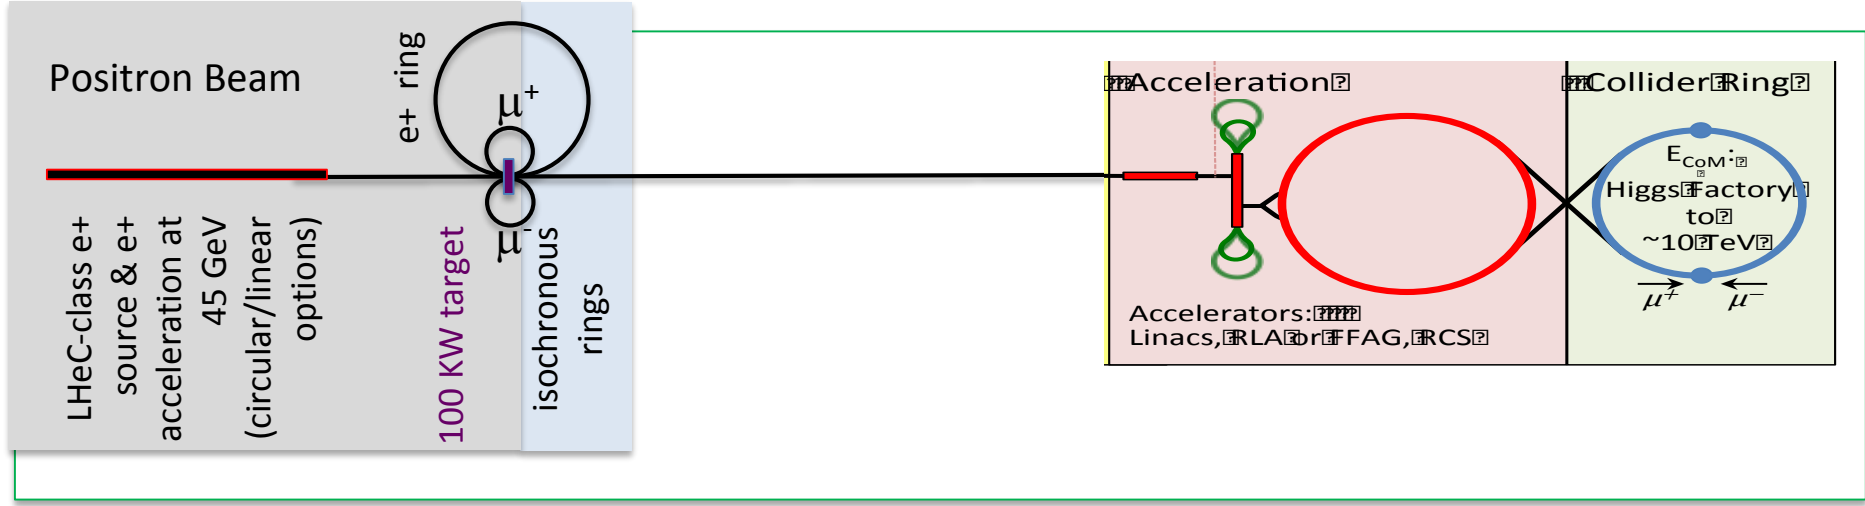 Positron Beam
e+ ring
μ⁺
μ⁻
LHeC-class e+
source & e+
acceleration at
45 GeV
(circular/linear
options)
100 KW target
isochronous
rings
Acceleration
Accelerators:
Linacs, RLA or FFAG, RCS
Collider Ring
E_CoM:
Higgs Factory
to
~10 TeV
μ⁺ μ⁻